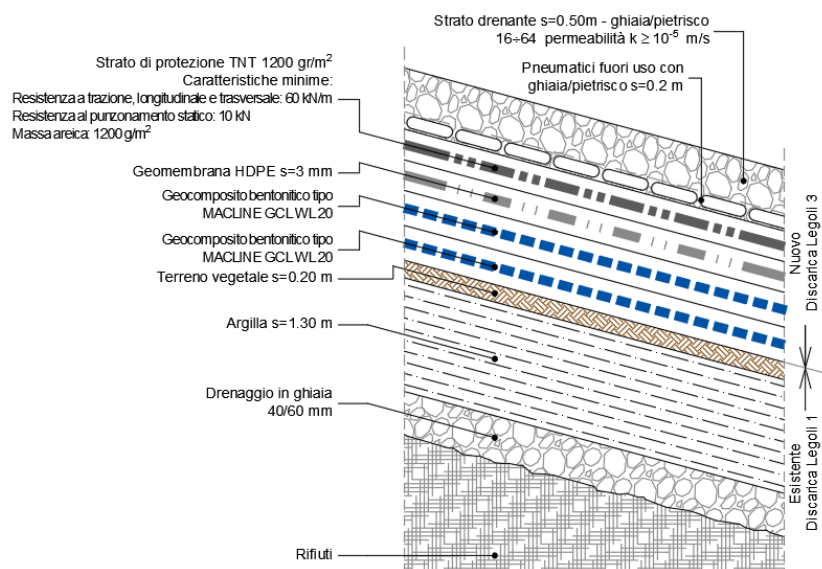 Strato drenante s=0.50m - ghiaia/pietrisco
16÷64 permeabilità k ≥ 10⁻⁵ m/s
Strato di protezione TNT 1200 gr/m²
Caratteristiche minime:
Resistenza a trazione, longitudinale e trasversale: 60 kN/m
Resistenza al punzonamento statico: 10 kN
Massa areica: 1200 g/m²
Pneumatici fuori uso con
ghiaia/pietrisco s=0.2 m
Geomembrana HDPE s=3 mm
Geocomposito bentonitico tipo
MACLINE GCL WL 20
Geocomposito bentonitico tipo
MACLINE GCL WL 20
Terreno vegetale s=0.20 m
Argilla s=1.30 m
Drenaggio in ghiaia
40/60 mm
Rifiuti
Nuovo
Discarica Legoli 3
Esistente
Discarica Legoli 1